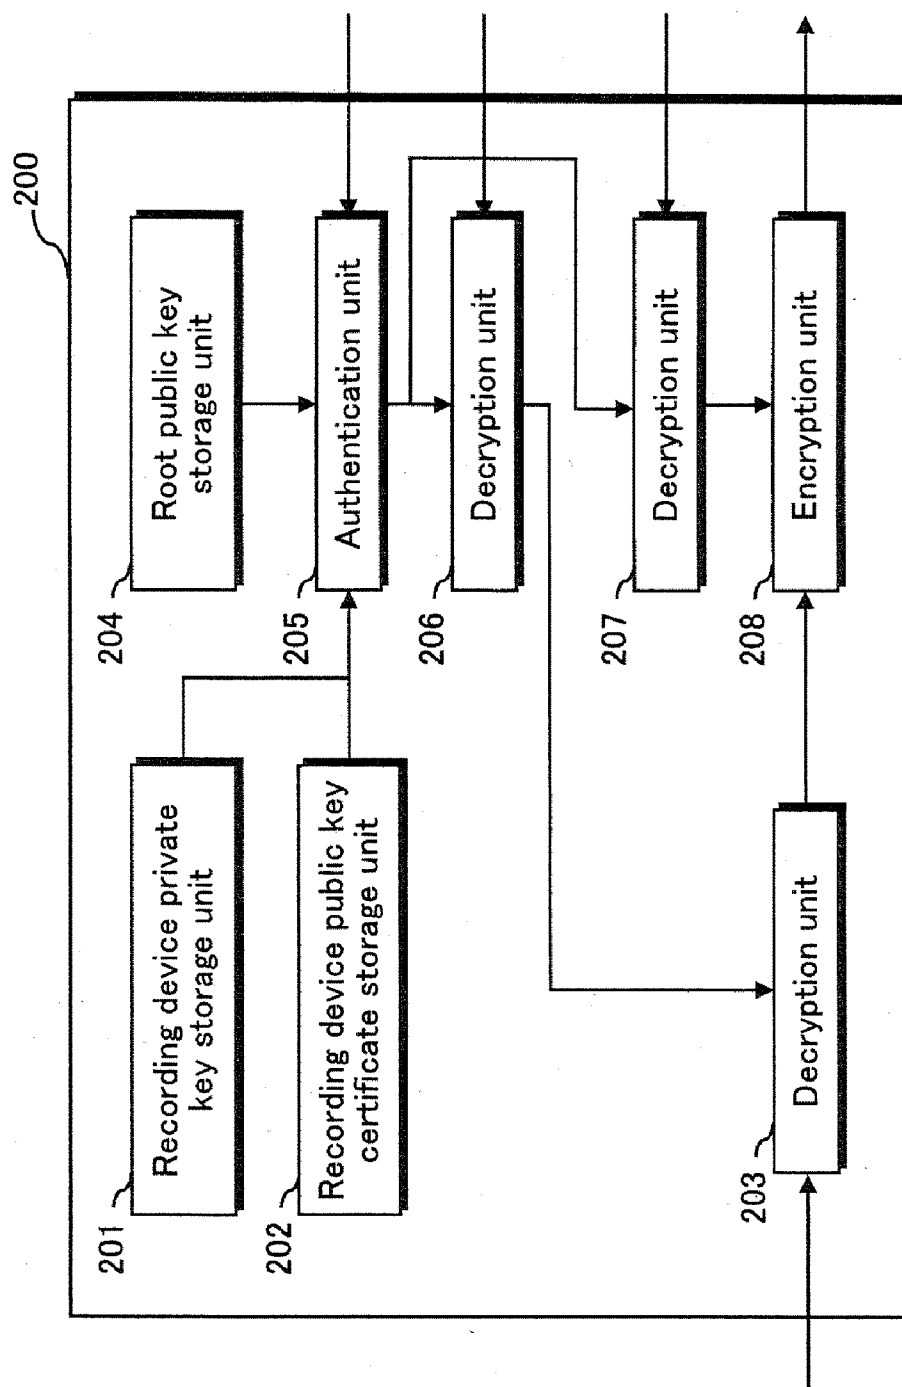 200
201
Recording device private
key storage unit
202
Recording device public key
certificate storage unit
203
Decryption unit
204
Root public key
storage unit
205
Authentication unit
206
Decryption unit
207
Decryption unit
208
Encryption unit